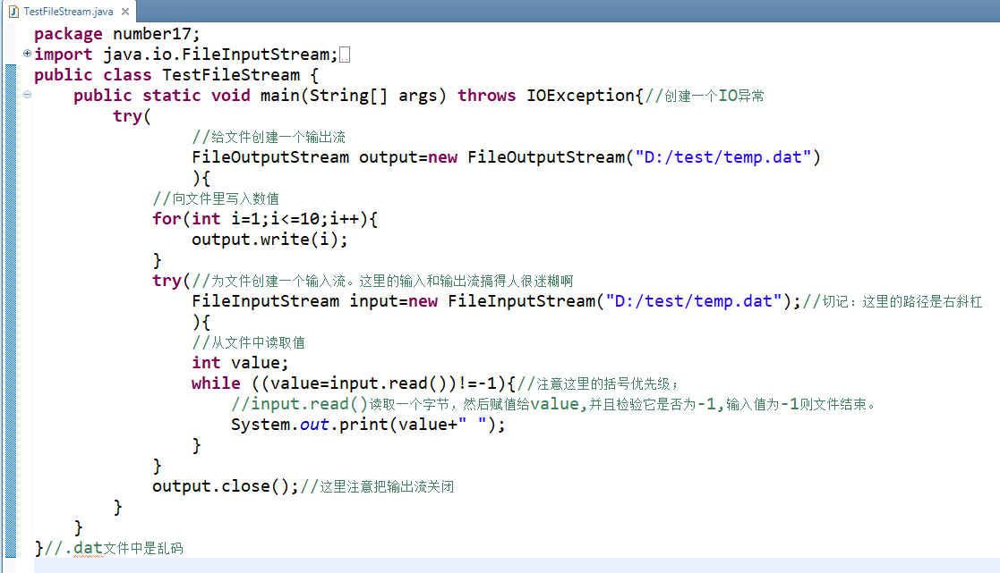 TestFileStream.java
package number17;
import java.io.FileInputStream;
public class TestFileStream {
public static void main(String[] args) throws IOException{//创建一个IO异常
try(
//给文件创建一个输出流
FileOutputStream output=new FileOutputStream("D:/test/temp.dat")
){
//向文件里写入数值
for(int i=1;i<=10;i++){
output.write(i);
}
try(//为文件创建一个输入流。这里的输入和输出流搞得人很迷糊啊
FileInputStream input=new FileInputStream("D:/test/temp.dat");//切记：这里的路径是右斜杠
){
//从文件中读取值
int value;
while ((value=input.read())!=-1){//注意这里的括号优先级；
//input.read()读取一个字节，然后赋值给value,并且检验它是否为-1,输入值为-1则文件结束。
System.out.print(value+" ");
}
}
output.close();//这里注意把输出流关闭
}
}
}//.dat文件中是乱码